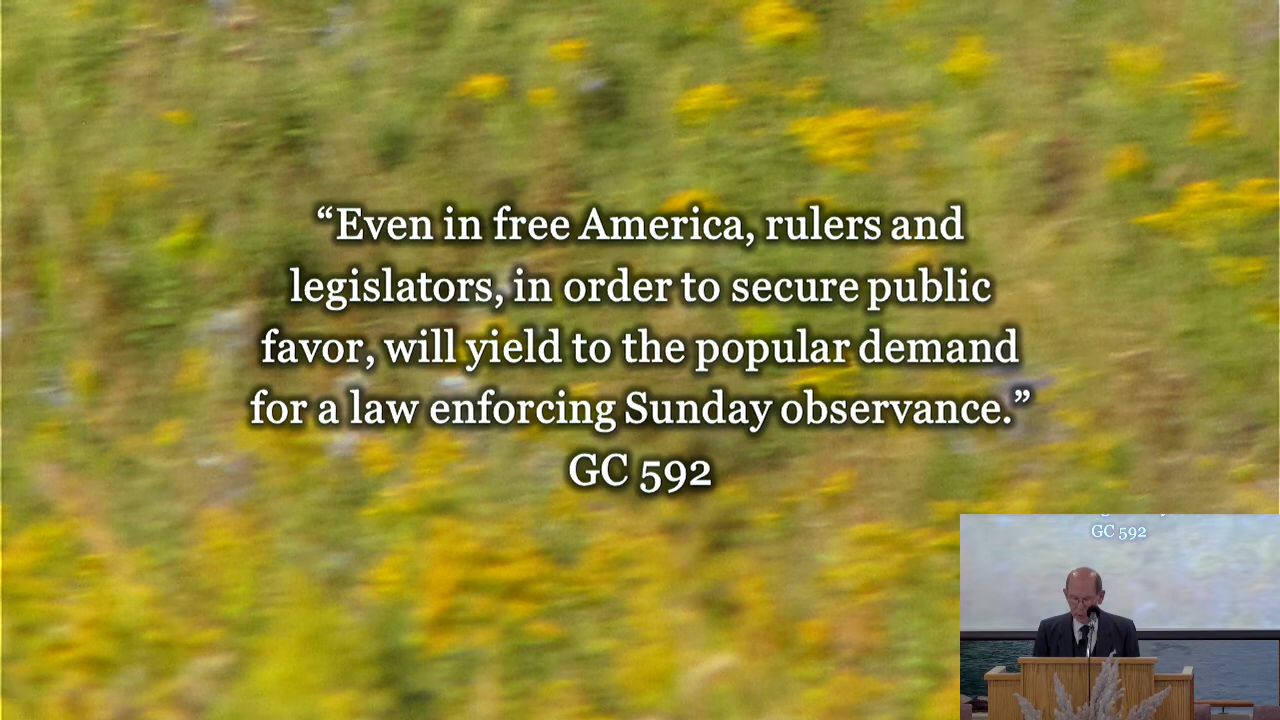 “Even in free America, rulers and
legislators, in order to secure public
favor, will yield to the popular demand
for a law enforcing Sunday observance.”
GC 592
GC 592